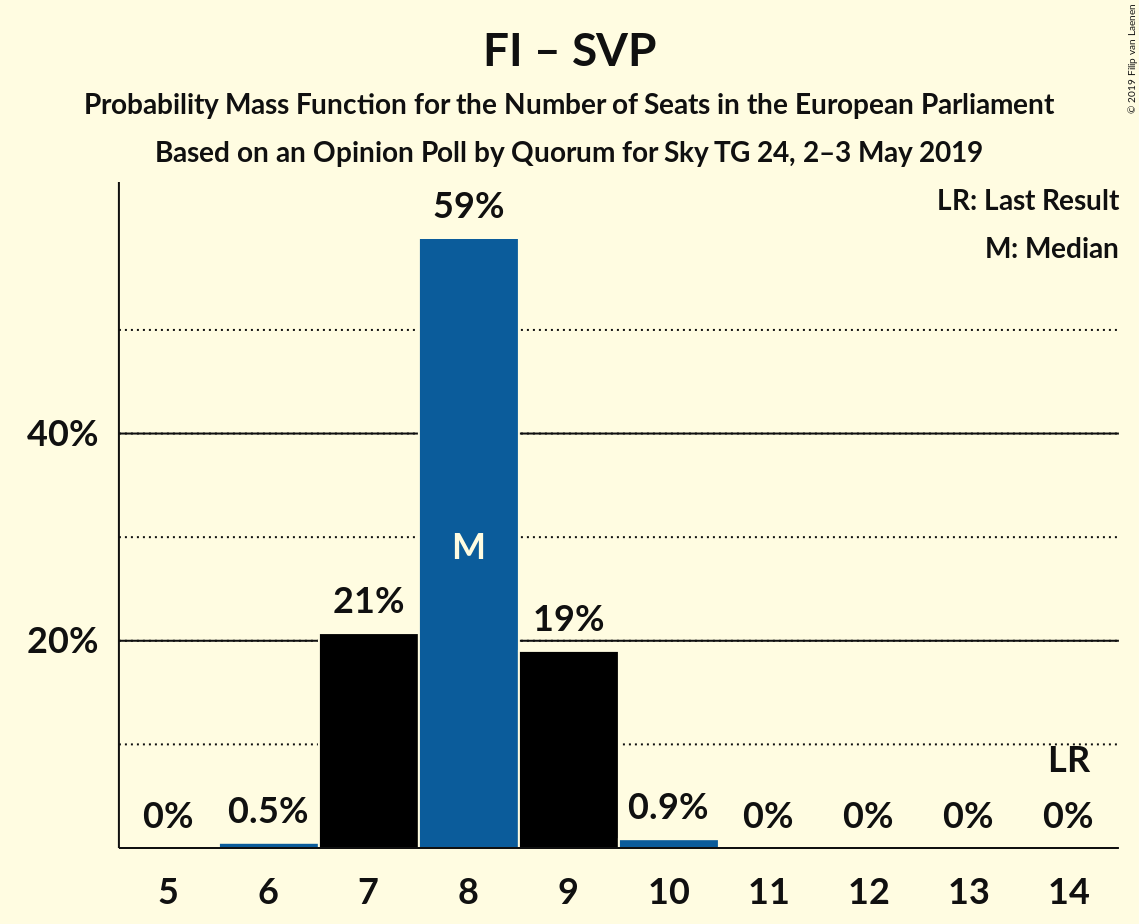 FI – SVP
Probability Mass Function for the Number of Seats in the European Parliament
Based on an Opinion Poll by Quorum for Sky TG 24, 2–3 May 2019
© 2019 Filip van Laenen
LR: Last Result
M: Median
59%
40%
M
21%
19%
20%
LR
0%
0.5%
0.9%
0%
0%
0%
0%
5 6 7 8 9 10 11 12 13 14